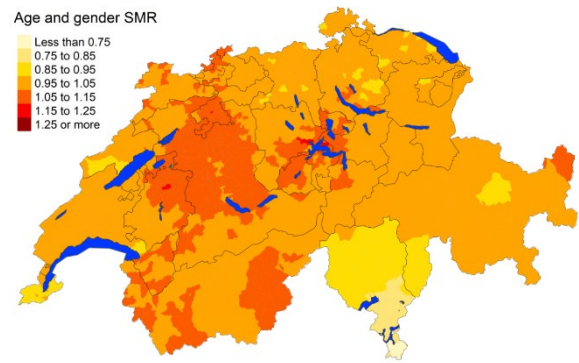 Age and gender SMR
Less than 0.75
0.75 to 0.85
0.85 to 0.95
0.95 to 1.05
1.05 to 1.15
1.15 to 1.25
1.25 or more